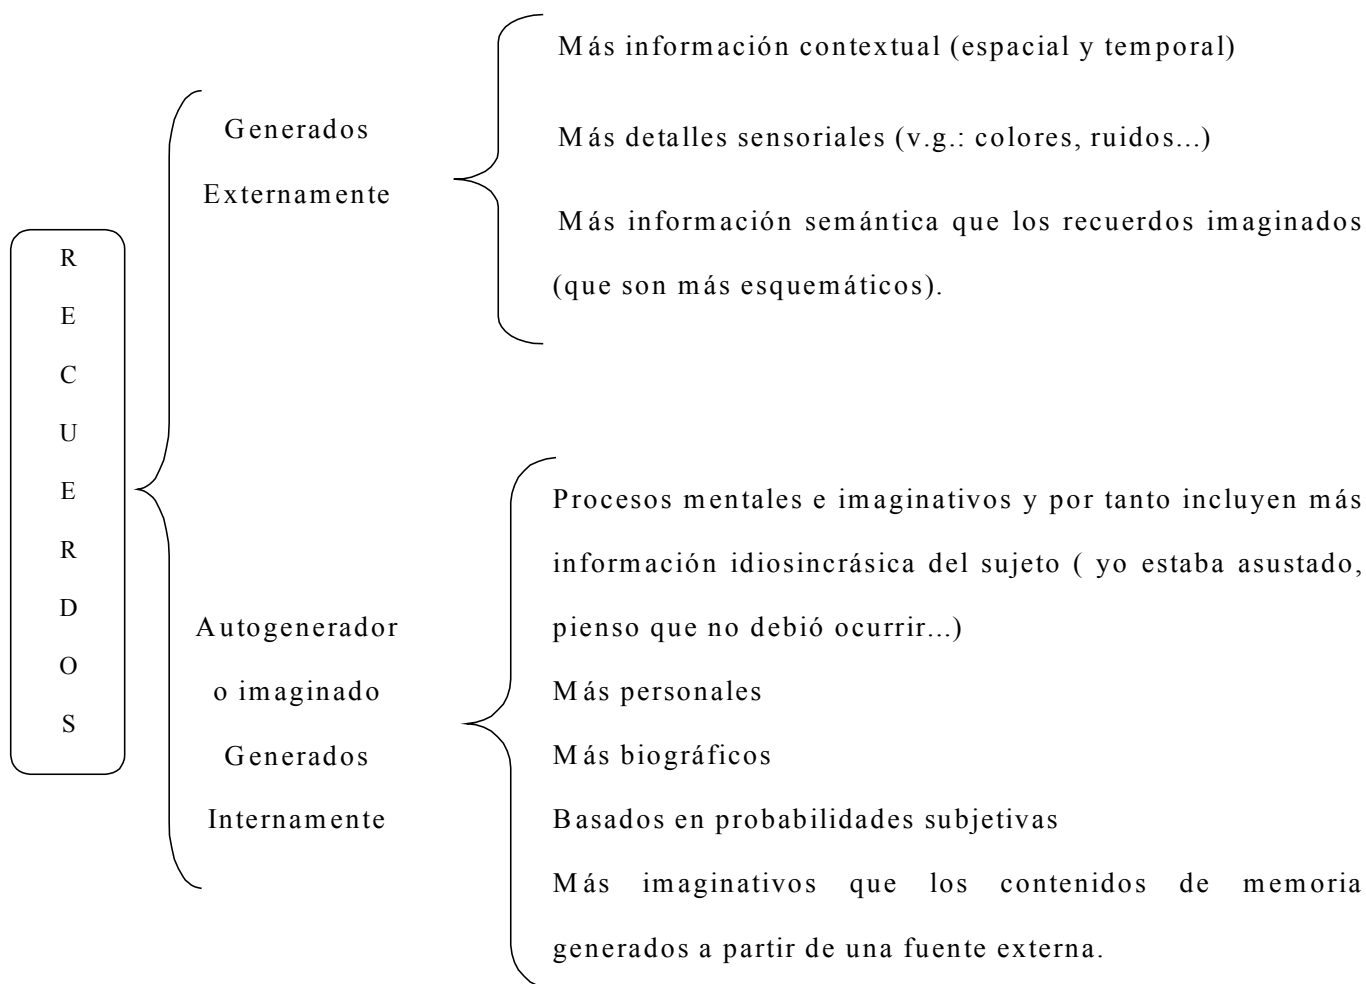 RECUERDOS
Generados
Externamente
Más información contextual (espacial y temporal)
Más detalles sensoriales (v.g.: colores, ruidos...)
Más información semántica que los recuerdos imaginados
(que son más esquemáticos).
Autogenerador
o imaginado
Generados
Internamente
Procesos mentales e imaginativos y por tanto incluyen más
información idiosincrásica del sujeto ( yo estaba asustado,
pienso que no debió ocurrir...)
Más personales
Más biográficos
Basados en probabilidades subjetivas
Más imaginativos que los contenidos de memoria
generados a partir de una fuente externa.